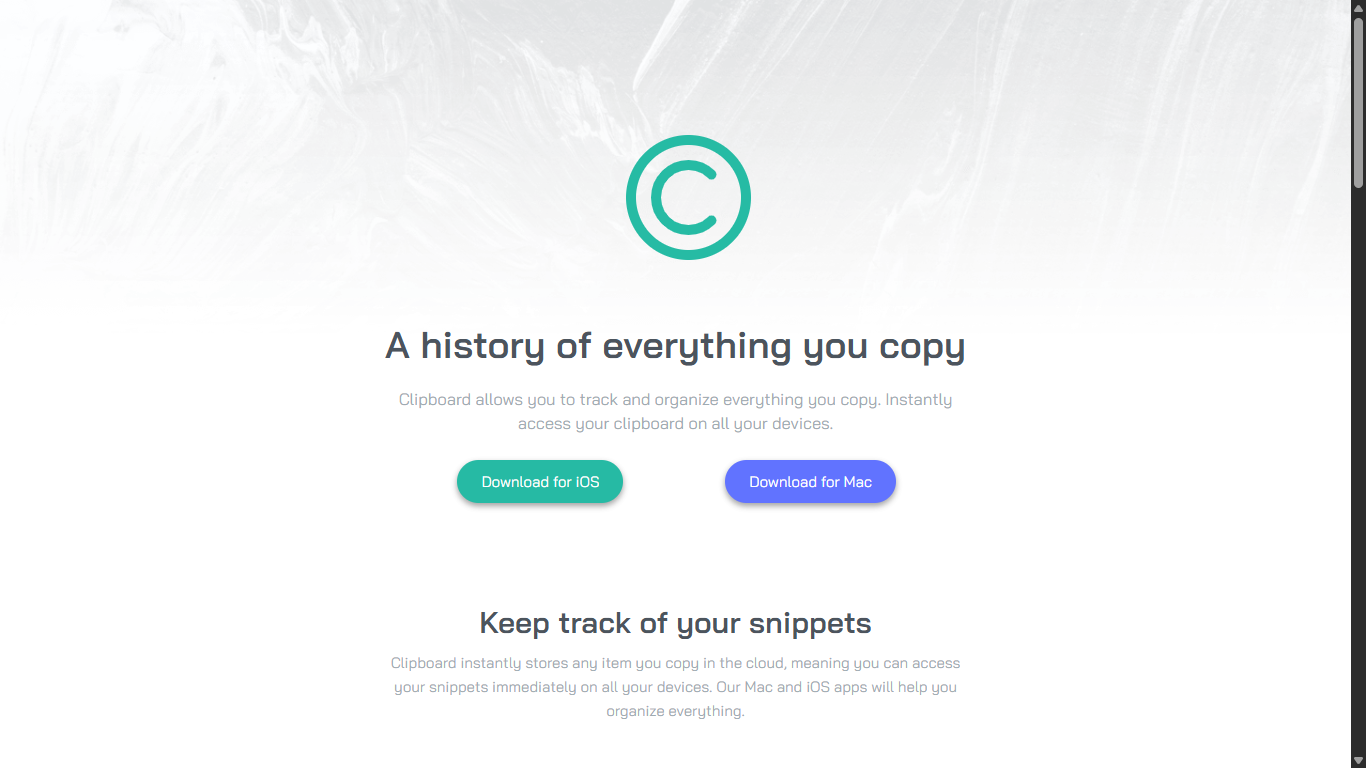 A history of everything you copy
Clipboard allows you to track and organize everything you copy. Instantly
access your clipboard on all your devices.
Download for iOS
Download for Mac
Keep track of your snippets
Clipboard instantly stores any item you copy in the cloud, meaning you can access
your snippets immediately on all your devices. Our Mac and iOS apps will help you
organize everything.